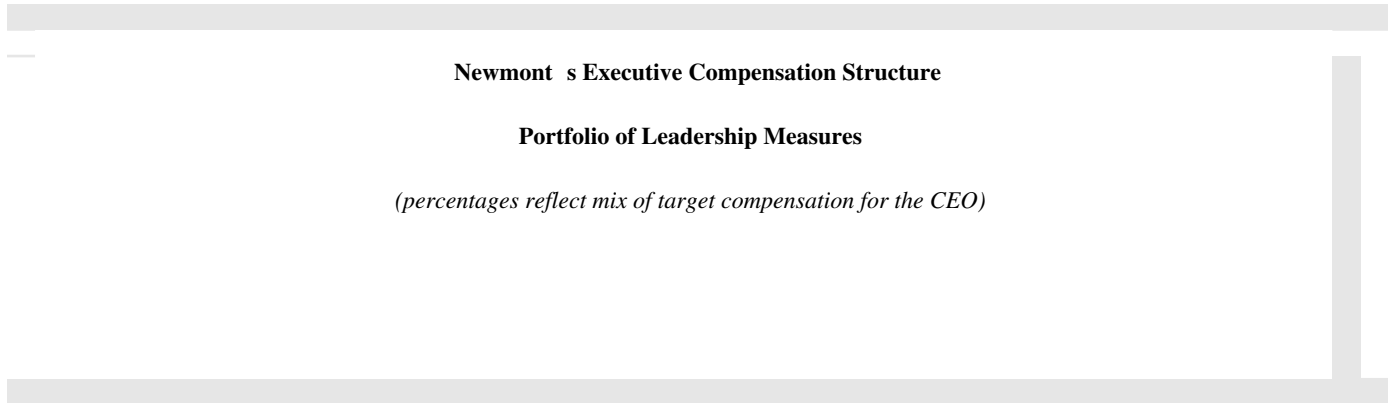 Newmont s Executive Compensation Structure
Portfolio of Leadership Measures
(percentages reflect mix of target compensation for the CEO)